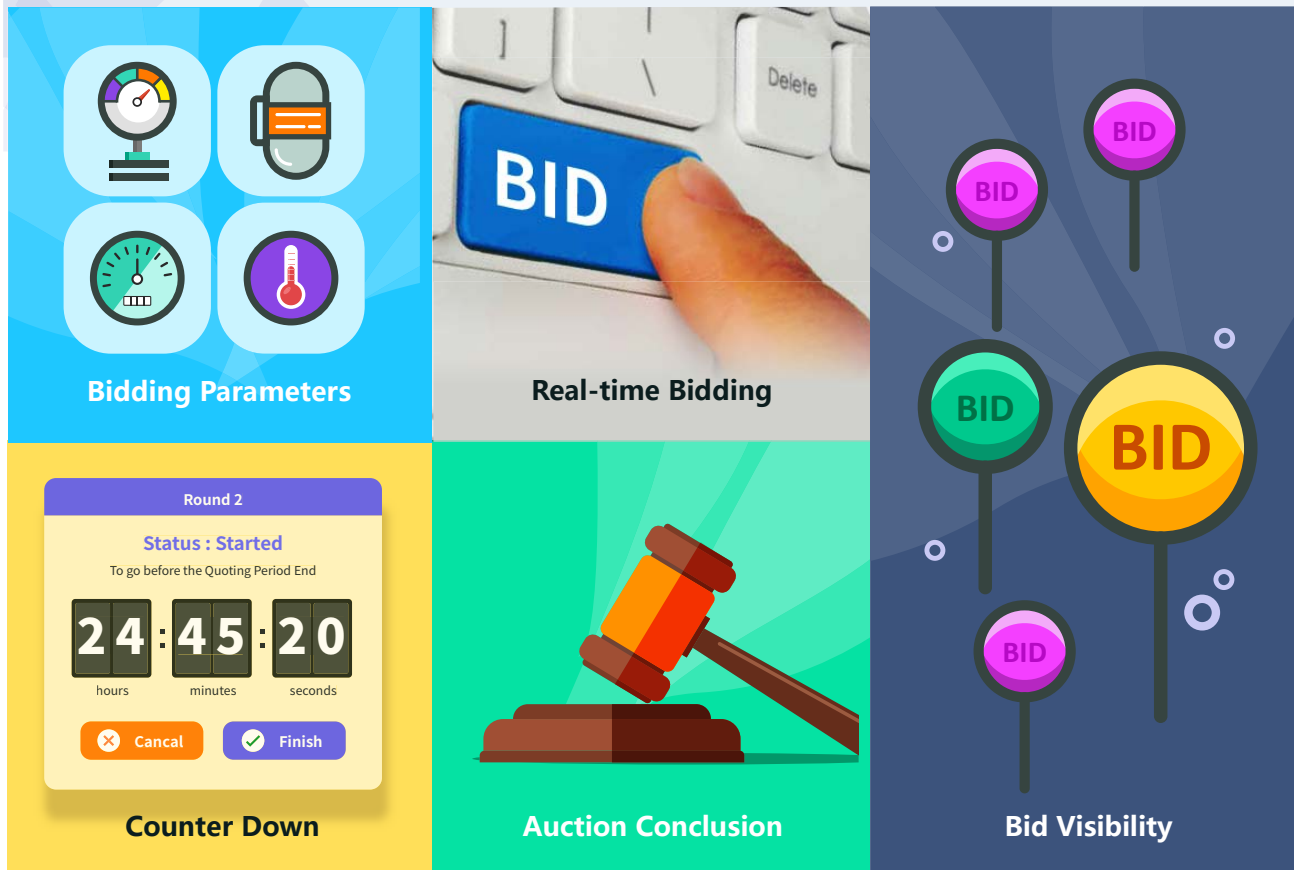 Bidding Parameters
]
\
Delete
BID
Real-time Bidding
Round 2
Status : Started
To go before the Quoting Period End
24 : 45 : 20
hours minutes seconds
Cancal Finish
Counter Down
Auction Conclusion
BID
BID
BID
BID
BID
Bid Visibility